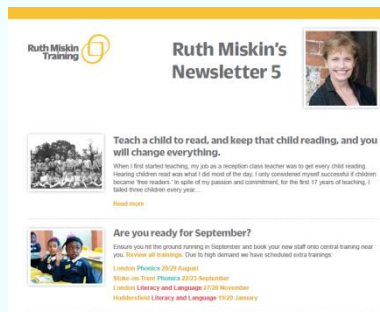 Ruth Miskin
Training
Ruth Miskin's
Newsletter 5
Teach a child to read, and keep that child reading, and you
will change everything.
When I first started teaching, my job as a reception class teacher was to get every child reading.
Hearing children read was what I did most of the day. I only considered myself successful if children
became 'free readers.' In spite of my passion and commitment, for the first 17 years of teaching, I
failed three children every year…
Read more
Are you ready for September?
Ensure you hit the ground running in September and book your new staff onto central training near
you. Review all trainings. Due to high demand we have scheduled extra trainings:
London Phonics 28/29 August
Stoke-on-Trent Phonics 22/23 September
London Literacy and Language 27/28 November
Huddersfield Literacy and Language 19/20 January